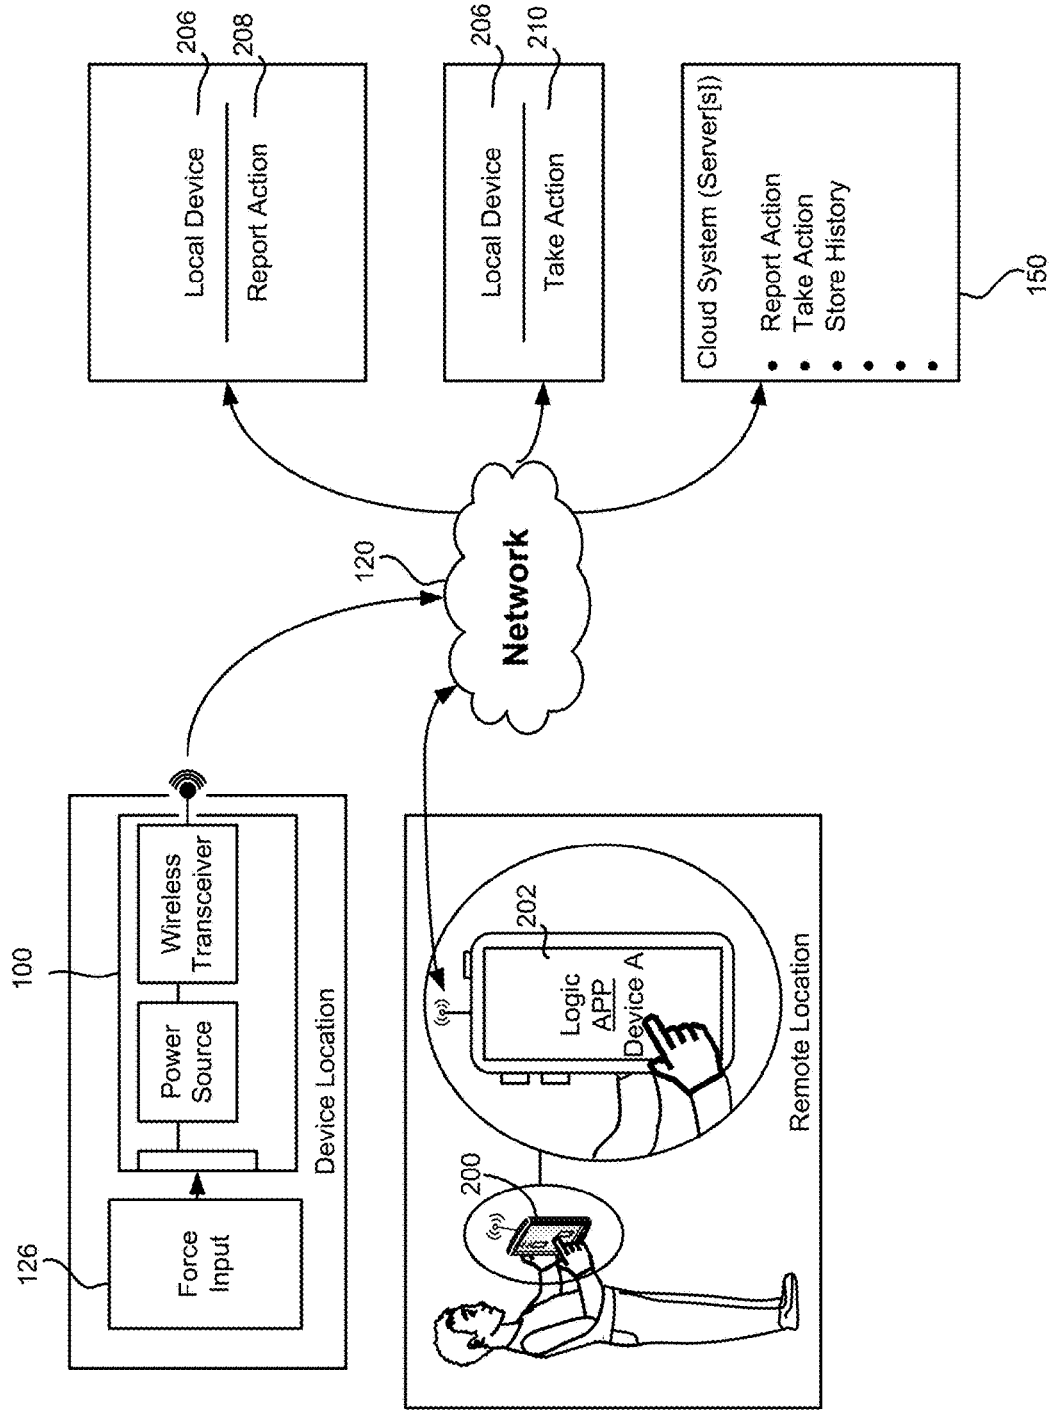 126
Force
Input
Power
Source
Wireless
Transceiver
100
Device Location
200
Logic
APP
Device A
202
Remote Location
120
Network
Local Device
206
Report Action
208
Local Device
206
Take Action
210
Cloud System (Server[s])
• Report Action
• Take Action
• Store History
•
•
•
150